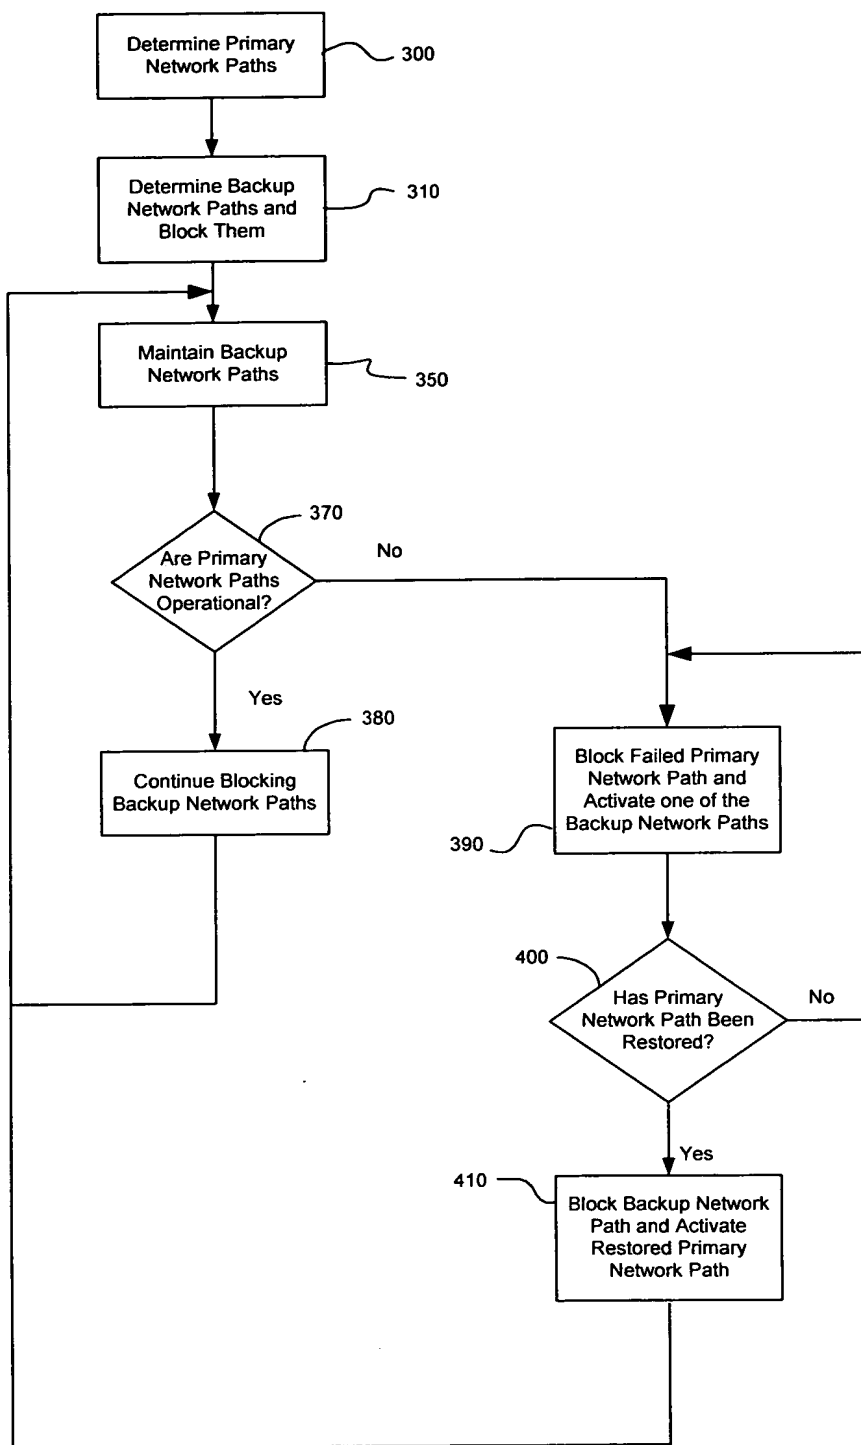 Determine Primary
Network Paths
300
Determine Backup
Network Paths and
Block Them
310
Maintain Backup
Network Paths
350
370
Are Primary
Network Paths
Operational?
No
Yes
380
Continue Blocking
Backup Network Paths
Block Failed Primary
Network Path and
Activate one of the
Backup Network Paths
390
400
Has Primary
Network Path Been
Restored?
No
Yes
410
Block Backup Network
Path and Activate
Restored Primary
Network Path